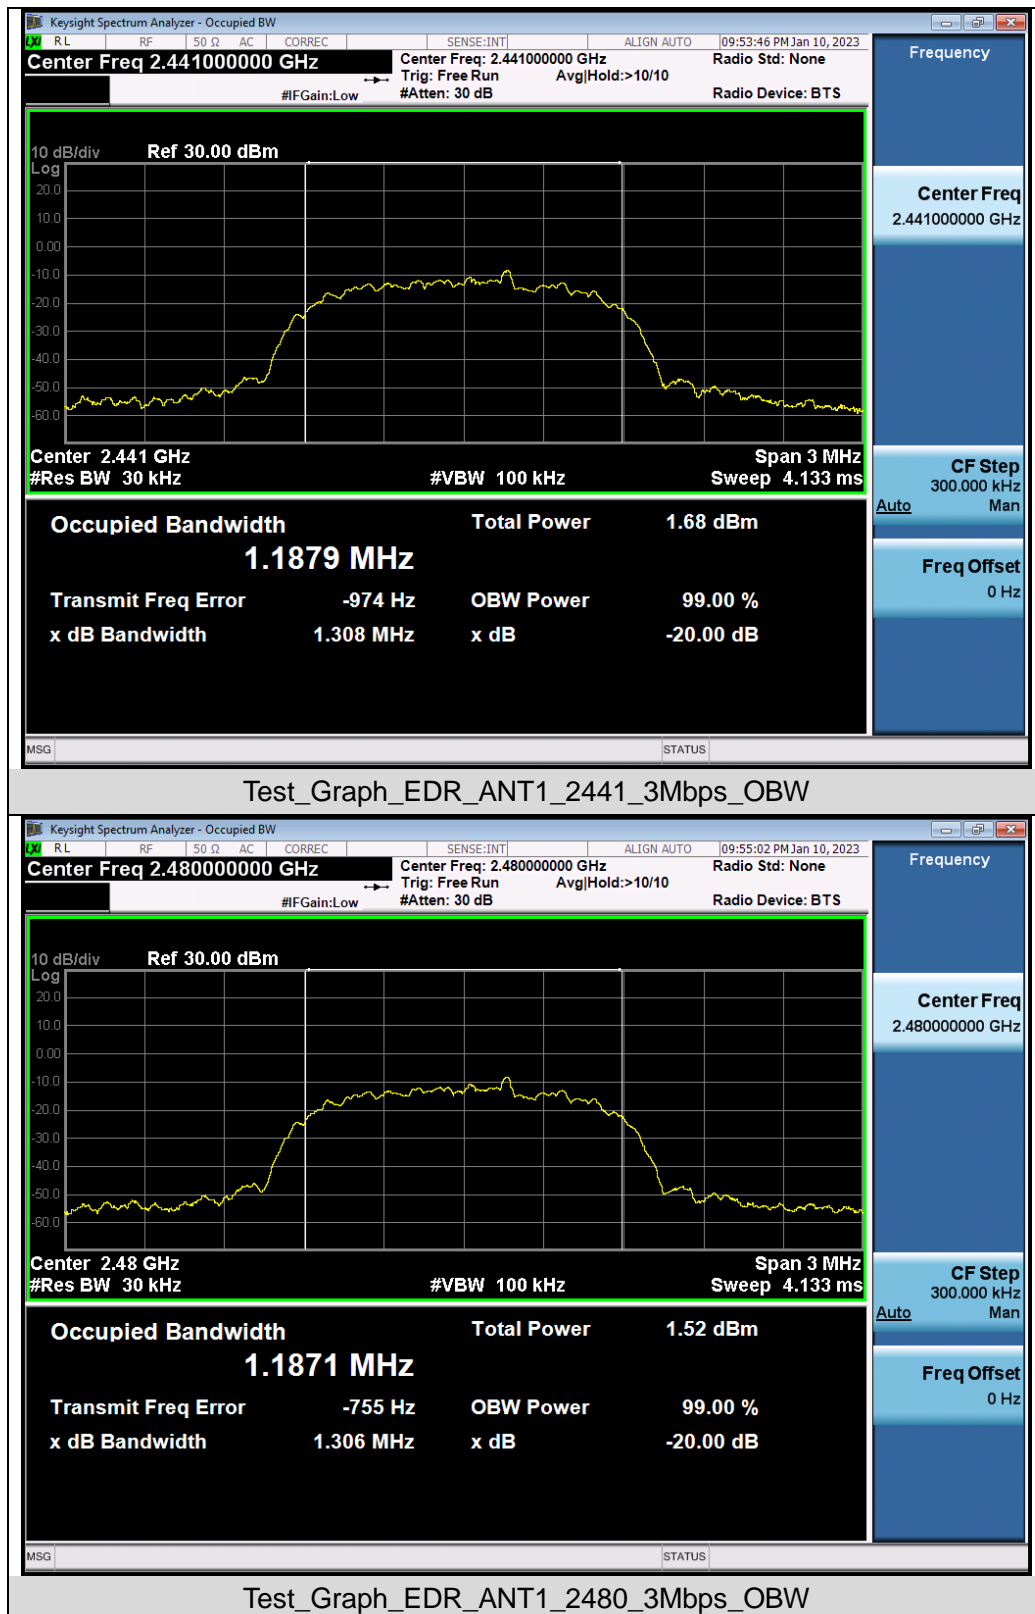 Keysight Spectrum Analyzer - Occupied BW
LXI RL RF 50 Ω AC CORREC SENSE:INT ALIGN AUTO 09:53:46 PM Jan 10, 2023
Center Freq 2.441000000 GHz Center Freq: 2.441000000 GHz Radio Std: None
Trig: Free Run Avg|Hold:>10/10
#IFGain:Low #Atten: 30 dB Radio Device: BTS
Frequency
10 dB/div Ref 30.00 dBm
Log
20.0
10.0
0.00
-10.0
-20.0
-30.0
-40.0
-50.0
-60.0
Center 2.441 GHz Span 3 MHz
#Res BW 30 kHz #VBW 100 kHz Sweep 4.133 ms
Center Freq
2.441000000 GHz
CF Step
300.000 kHz
Auto Man
Freq Offset
0 Hz
Occupied Bandwidth Total Power 1.68 dBm
1.1879 MHz
Transmit Freq Error -974 Hz OBW Power 99.00 %
x dB Bandwidth 1.308 MHz x dB -20.00 dB
MSG STATUS
Test_Graph_EDR_ANT1_2441_3Mbps_OBW
Keysight Spectrum Analyzer - Occupied BW
LXI RL RF 50 Ω AC CORREC SENSE:INT ALIGN AUTO 09:55:02 PM Jan 10, 2023
Center Freq 2.480000000 GHz Center Freq: 2.480000000 GHz Radio Std: None
Trig: Free Run Avg|Hold:>10/10
#IFGain:Low #Atten: 30 dB Radio Device: BTS
Frequency
10 dB/div Ref 30.00 dBm
Log
20.0
10.0
0.00
-10.0
-20.0
-30.0
-40.0
-50.0
-60.0
Center 2.48 GHz Span 3 MHz
#Res BW 30 kHz #VBW 100 kHz Sweep 4.133 ms
Center Freq
2.480000000 GHz
CF Step
300.000 kHz
Auto Man
Freq Offset
0 Hz
Occupied Bandwidth Total Power 1.52 dBm
1.1871 MHz
Transmit Freq Error -755 Hz OBW Power 99.00 %
x dB Bandwidth 1.306 MHz x dB -20.00 dB
MSG STATUS
Test_Graph_EDR_ANT1_2480_3Mbps_OBW